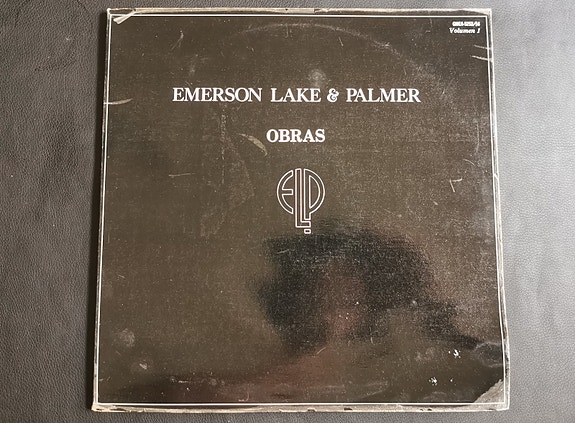 Volumen 1
EMERSON LAKE & PALMER
OBRAS
ELP